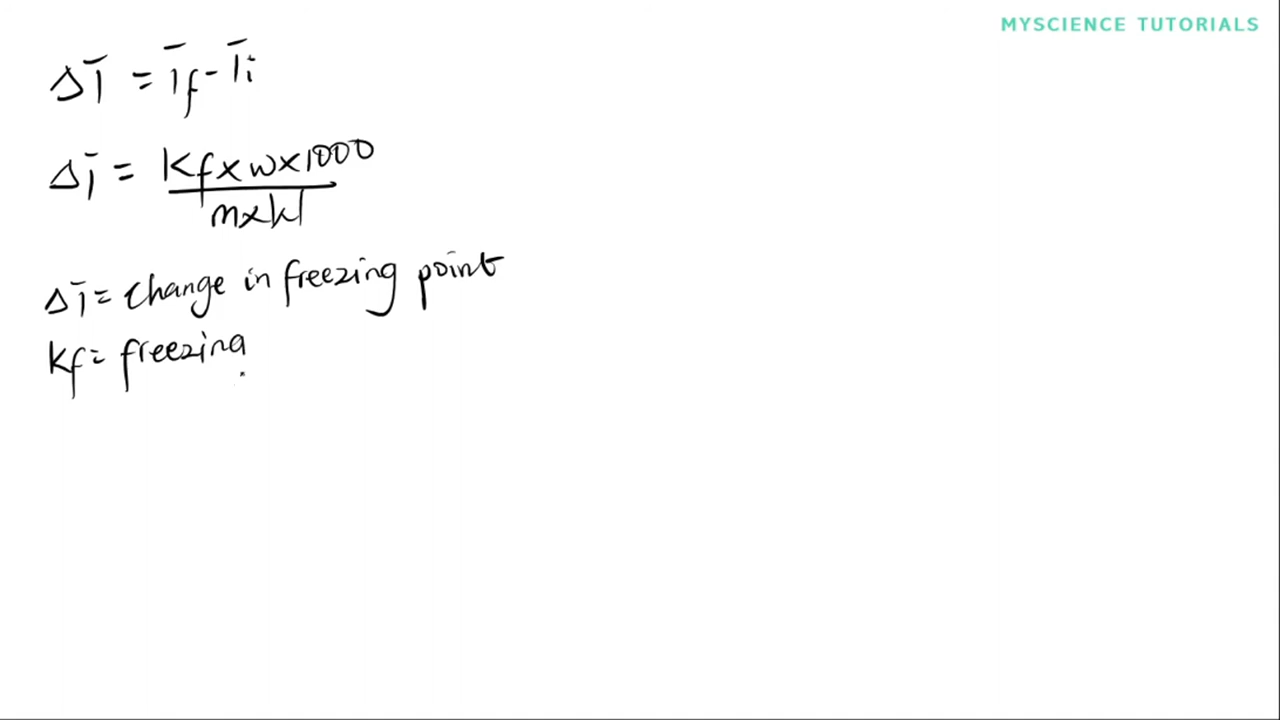 MYSCIENCE TUTORIALS
ΔT = Tf - Ti
ΔT = Kf x w x 1000
m x W
ΔT = Change in freezing point
Kf = freezing